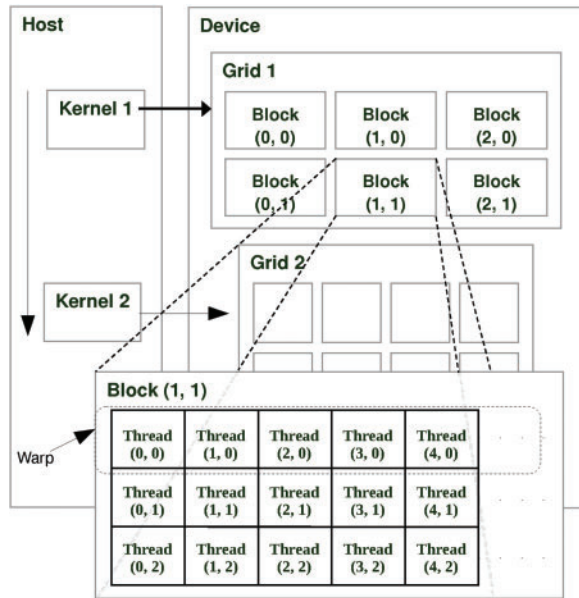 Host
Device
Grid 1
Kernel 1
Block
(0, 0)
Block
(1, 0)
Block
(2, 0)
Block
(0, 1)
Block
(1, 1)
Block
(2, 1)
Grid 2
Kernel 2
Block (1, 1)
Warp
Thread
(0, 0)
Thread
(1, 0)
Thread
(2, 0)
Thread
(3, 0)
Thread
(4, 0)
Thread
(0, 1)
Thread
(1, 1)
Thread
(2, 1)
Thread
(3, 1)
Thread
(4, 1)
Thread
(0, 2)
Thread
(1, 2)
Thread
(2, 2)
Thread
(3, 2)
Thread
(4, 2)